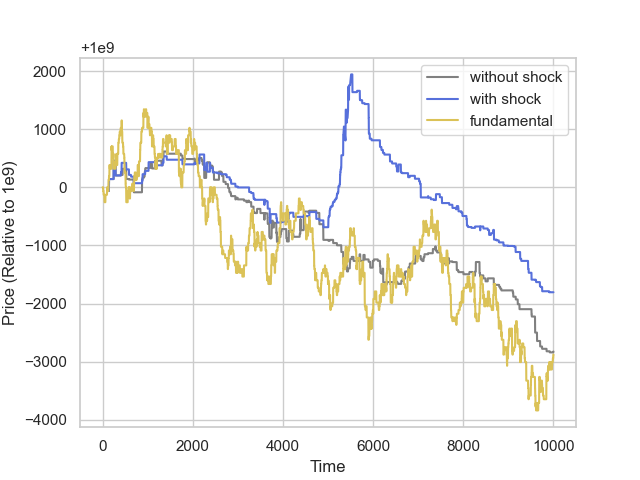 +1e9
2000
1000
0
−1000
−2000
−3000
−4000
Price (Relative to 1e9)
without shock
with shock
fundamental
0
2000
4000
6000
8000
10000
Time